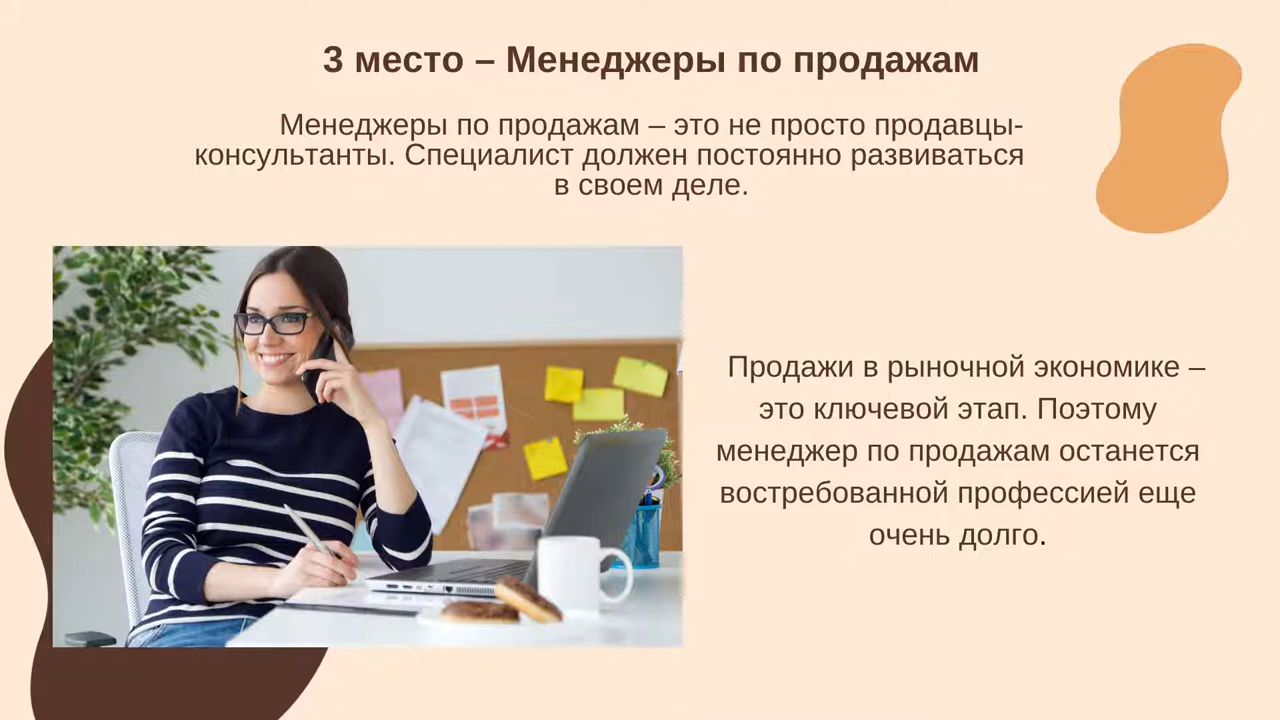 3 место – Менеджеры по продажам
Менеджеры по продажам – это не просто продавцы-
консультанты. Специалист должен постоянно развиваться
в своем деле.
Продажи в рыночной экономике –
это ключевой этап. Поэтому
менеджер по продажам останется
востребованной профессией еще
очень долго.